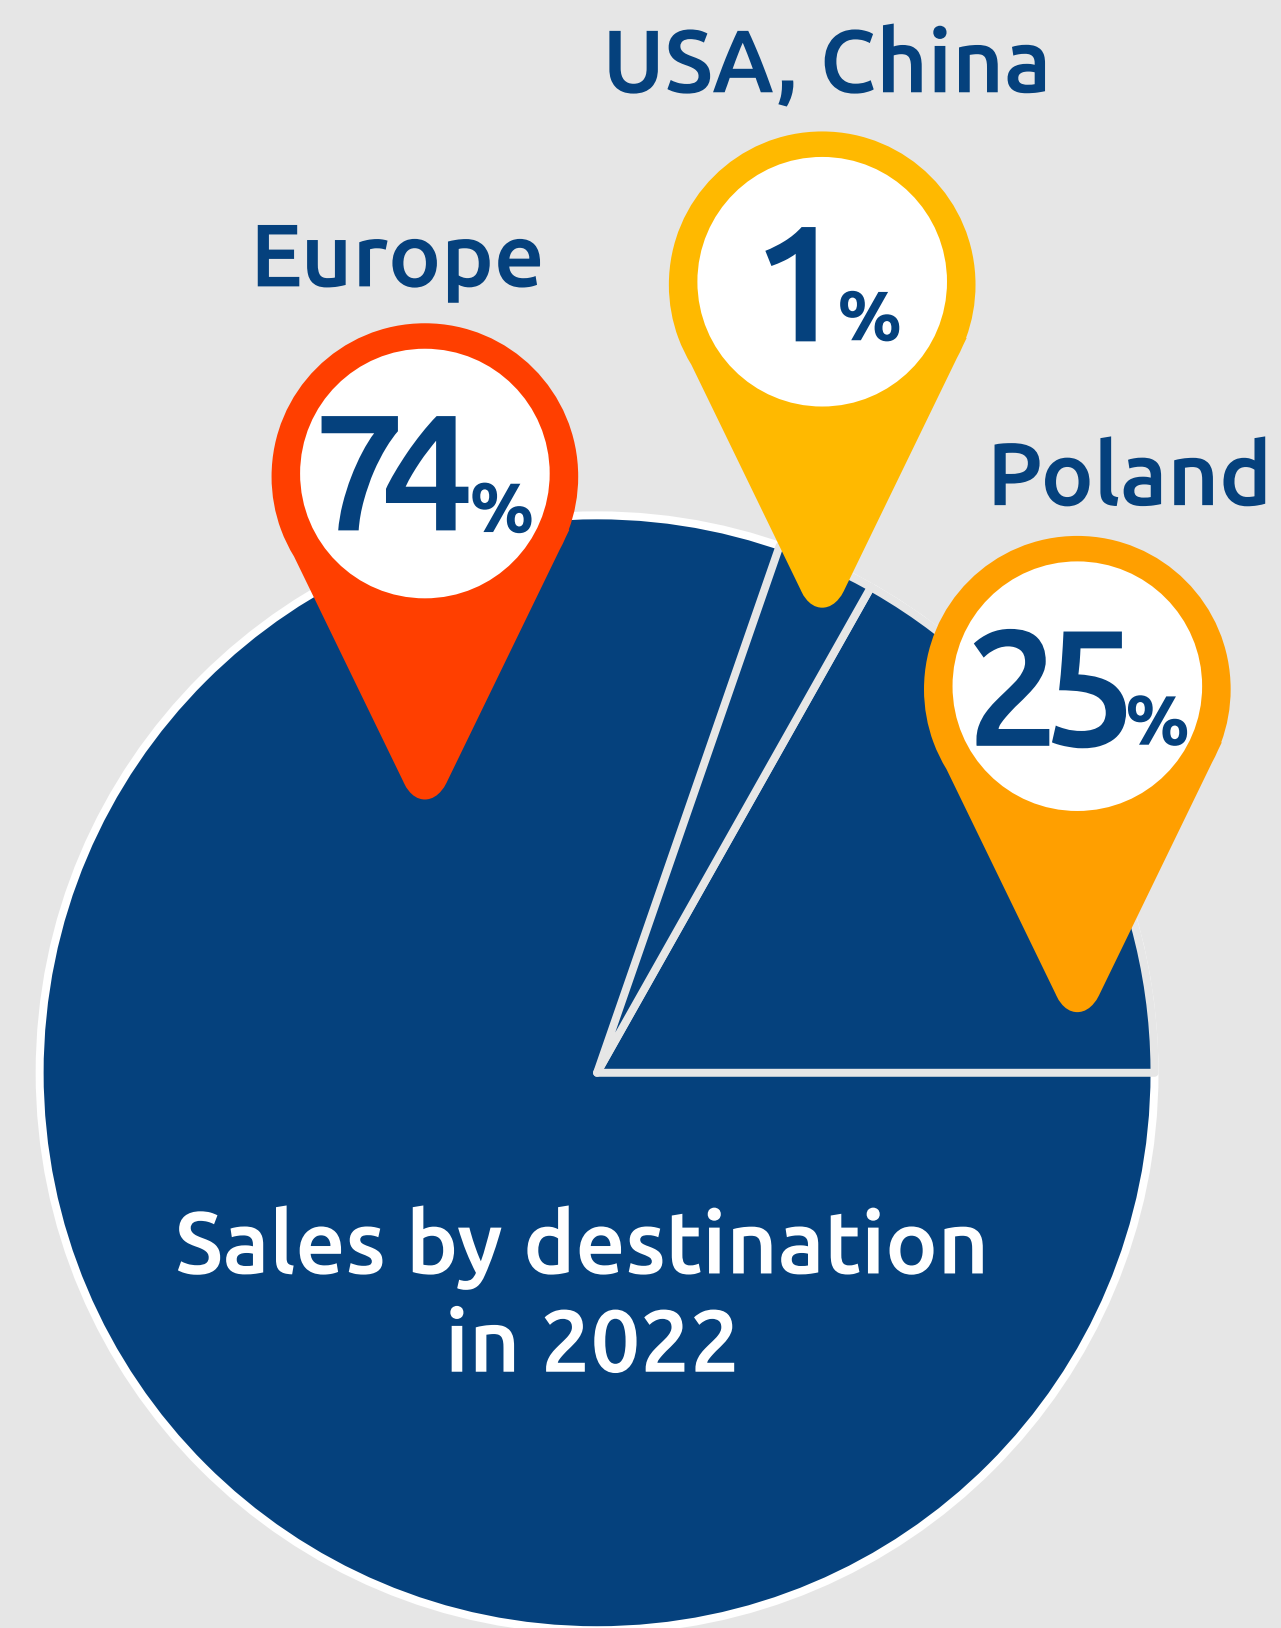 USA, China
1%
Europe
74%
Poland
25%
Sales by destination
in 2022